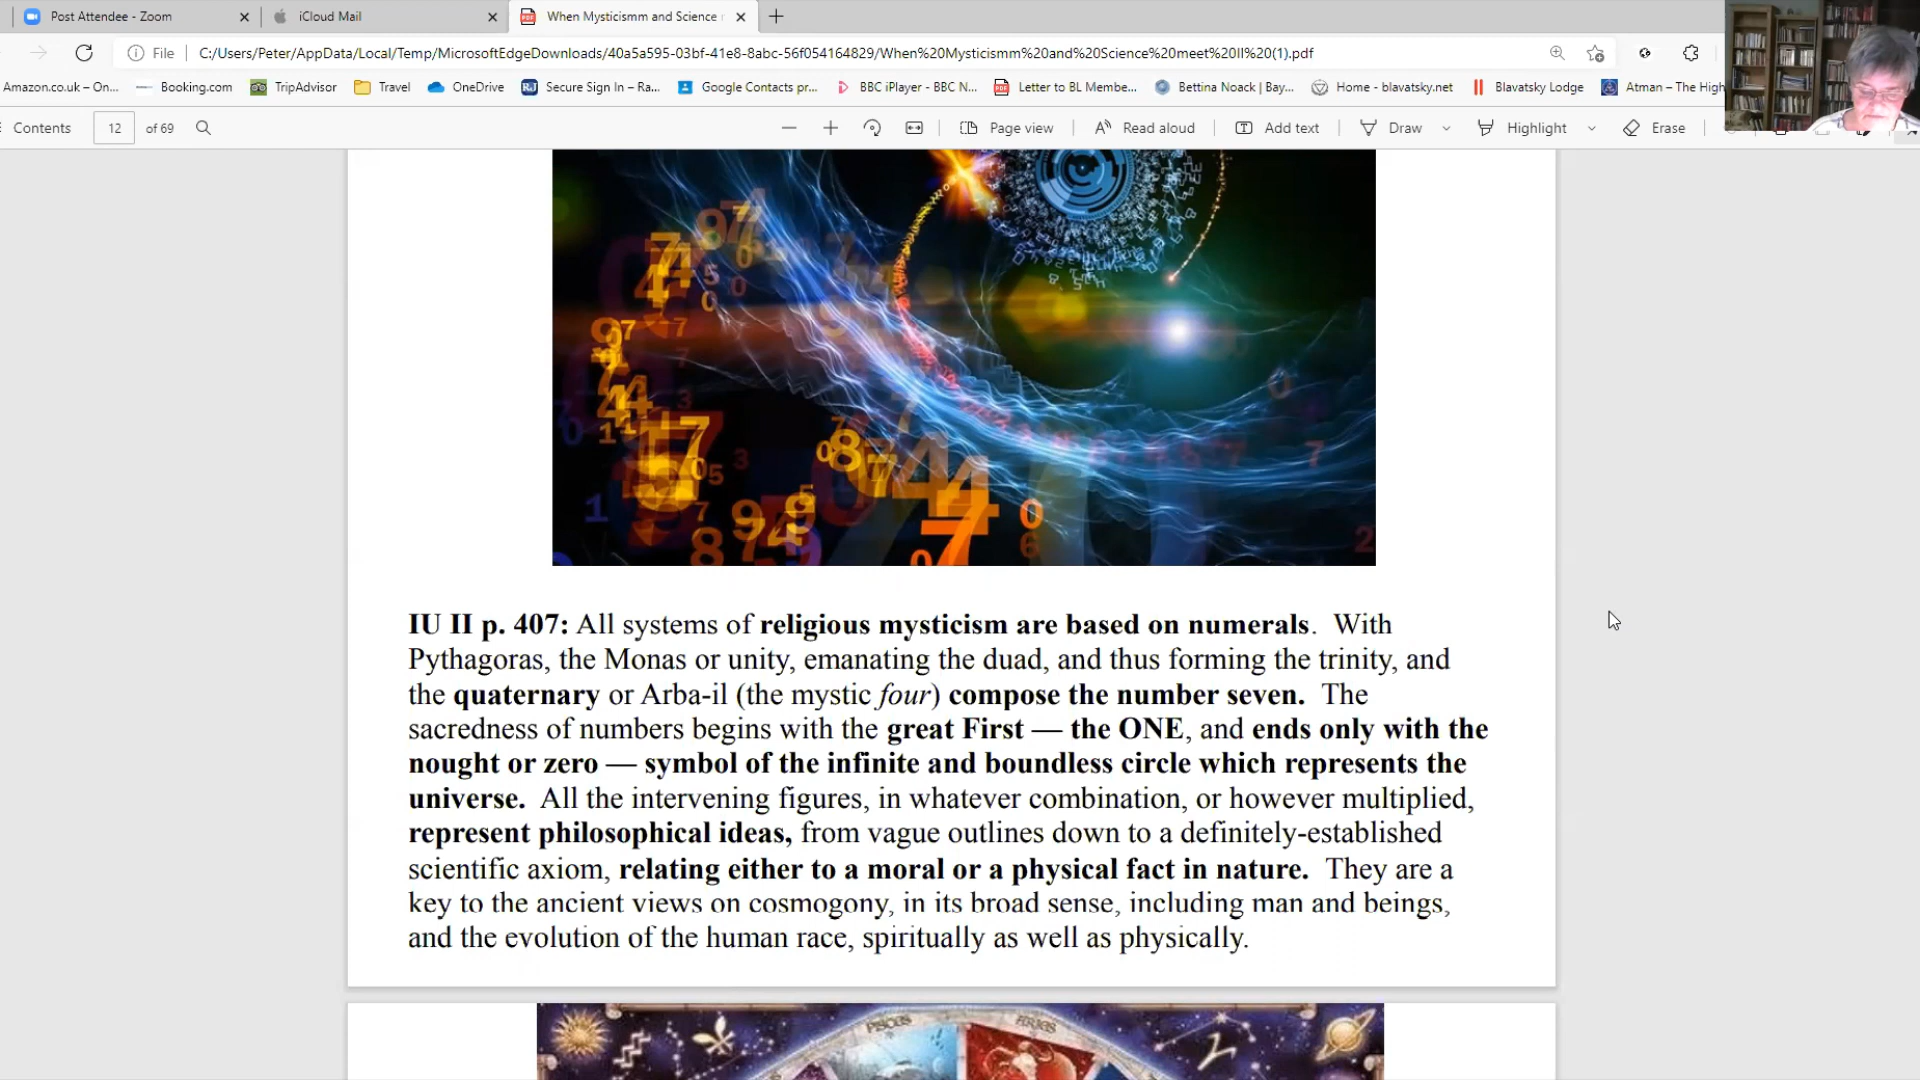 Post Attendee - Zoom
iCloud Mail
When Mysticismm and Science
File C:/Users/Peter/AppData/Local/Temp/MicrosoftEdgeDownloads/40a5a595-03bf-41e8-8abc-56f054164829/When%20Mysticismm%20and%20Science%20meet%20II%20(1).pdf
Amazon.co.uk – On... Booking.com TripAdvisor Travel OneDrive Secure Sign In – Ra... Google Contacts pr... BBC iPlayer - BBC N... Letter to BL Membe... Bettina Noack | Bay... Home - blavatsky.net Blavatsky Lodge Atman – The High
Contents 12 of 69 Page view Read aloud Add text Draw Highlight Erase
IU II p. 407: All systems of religious mysticism are based on numerals. With
Pythagoras, the Monas or unity, emanating the duad, and thus forming the trinity, and
the quaternary or Arba-il (the mystic four) compose the number seven. The
sacredness of numbers begins with the great First — the ONE, and ends only with the
nought or zero — symbol of the infinite and boundless circle which represents the
universe. All the intervening figures, in whatever combination, or however multiplied,
represent philosophical ideas, from vague outlines down to a definitely-established
scientific axiom, relating either to a moral or a physical fact in nature. They are a
key to the ancient views on cosmogony, in its broad sense, including man and beings,
and the evolution of the human race, spiritually as well as physically.
PISCES ARIES